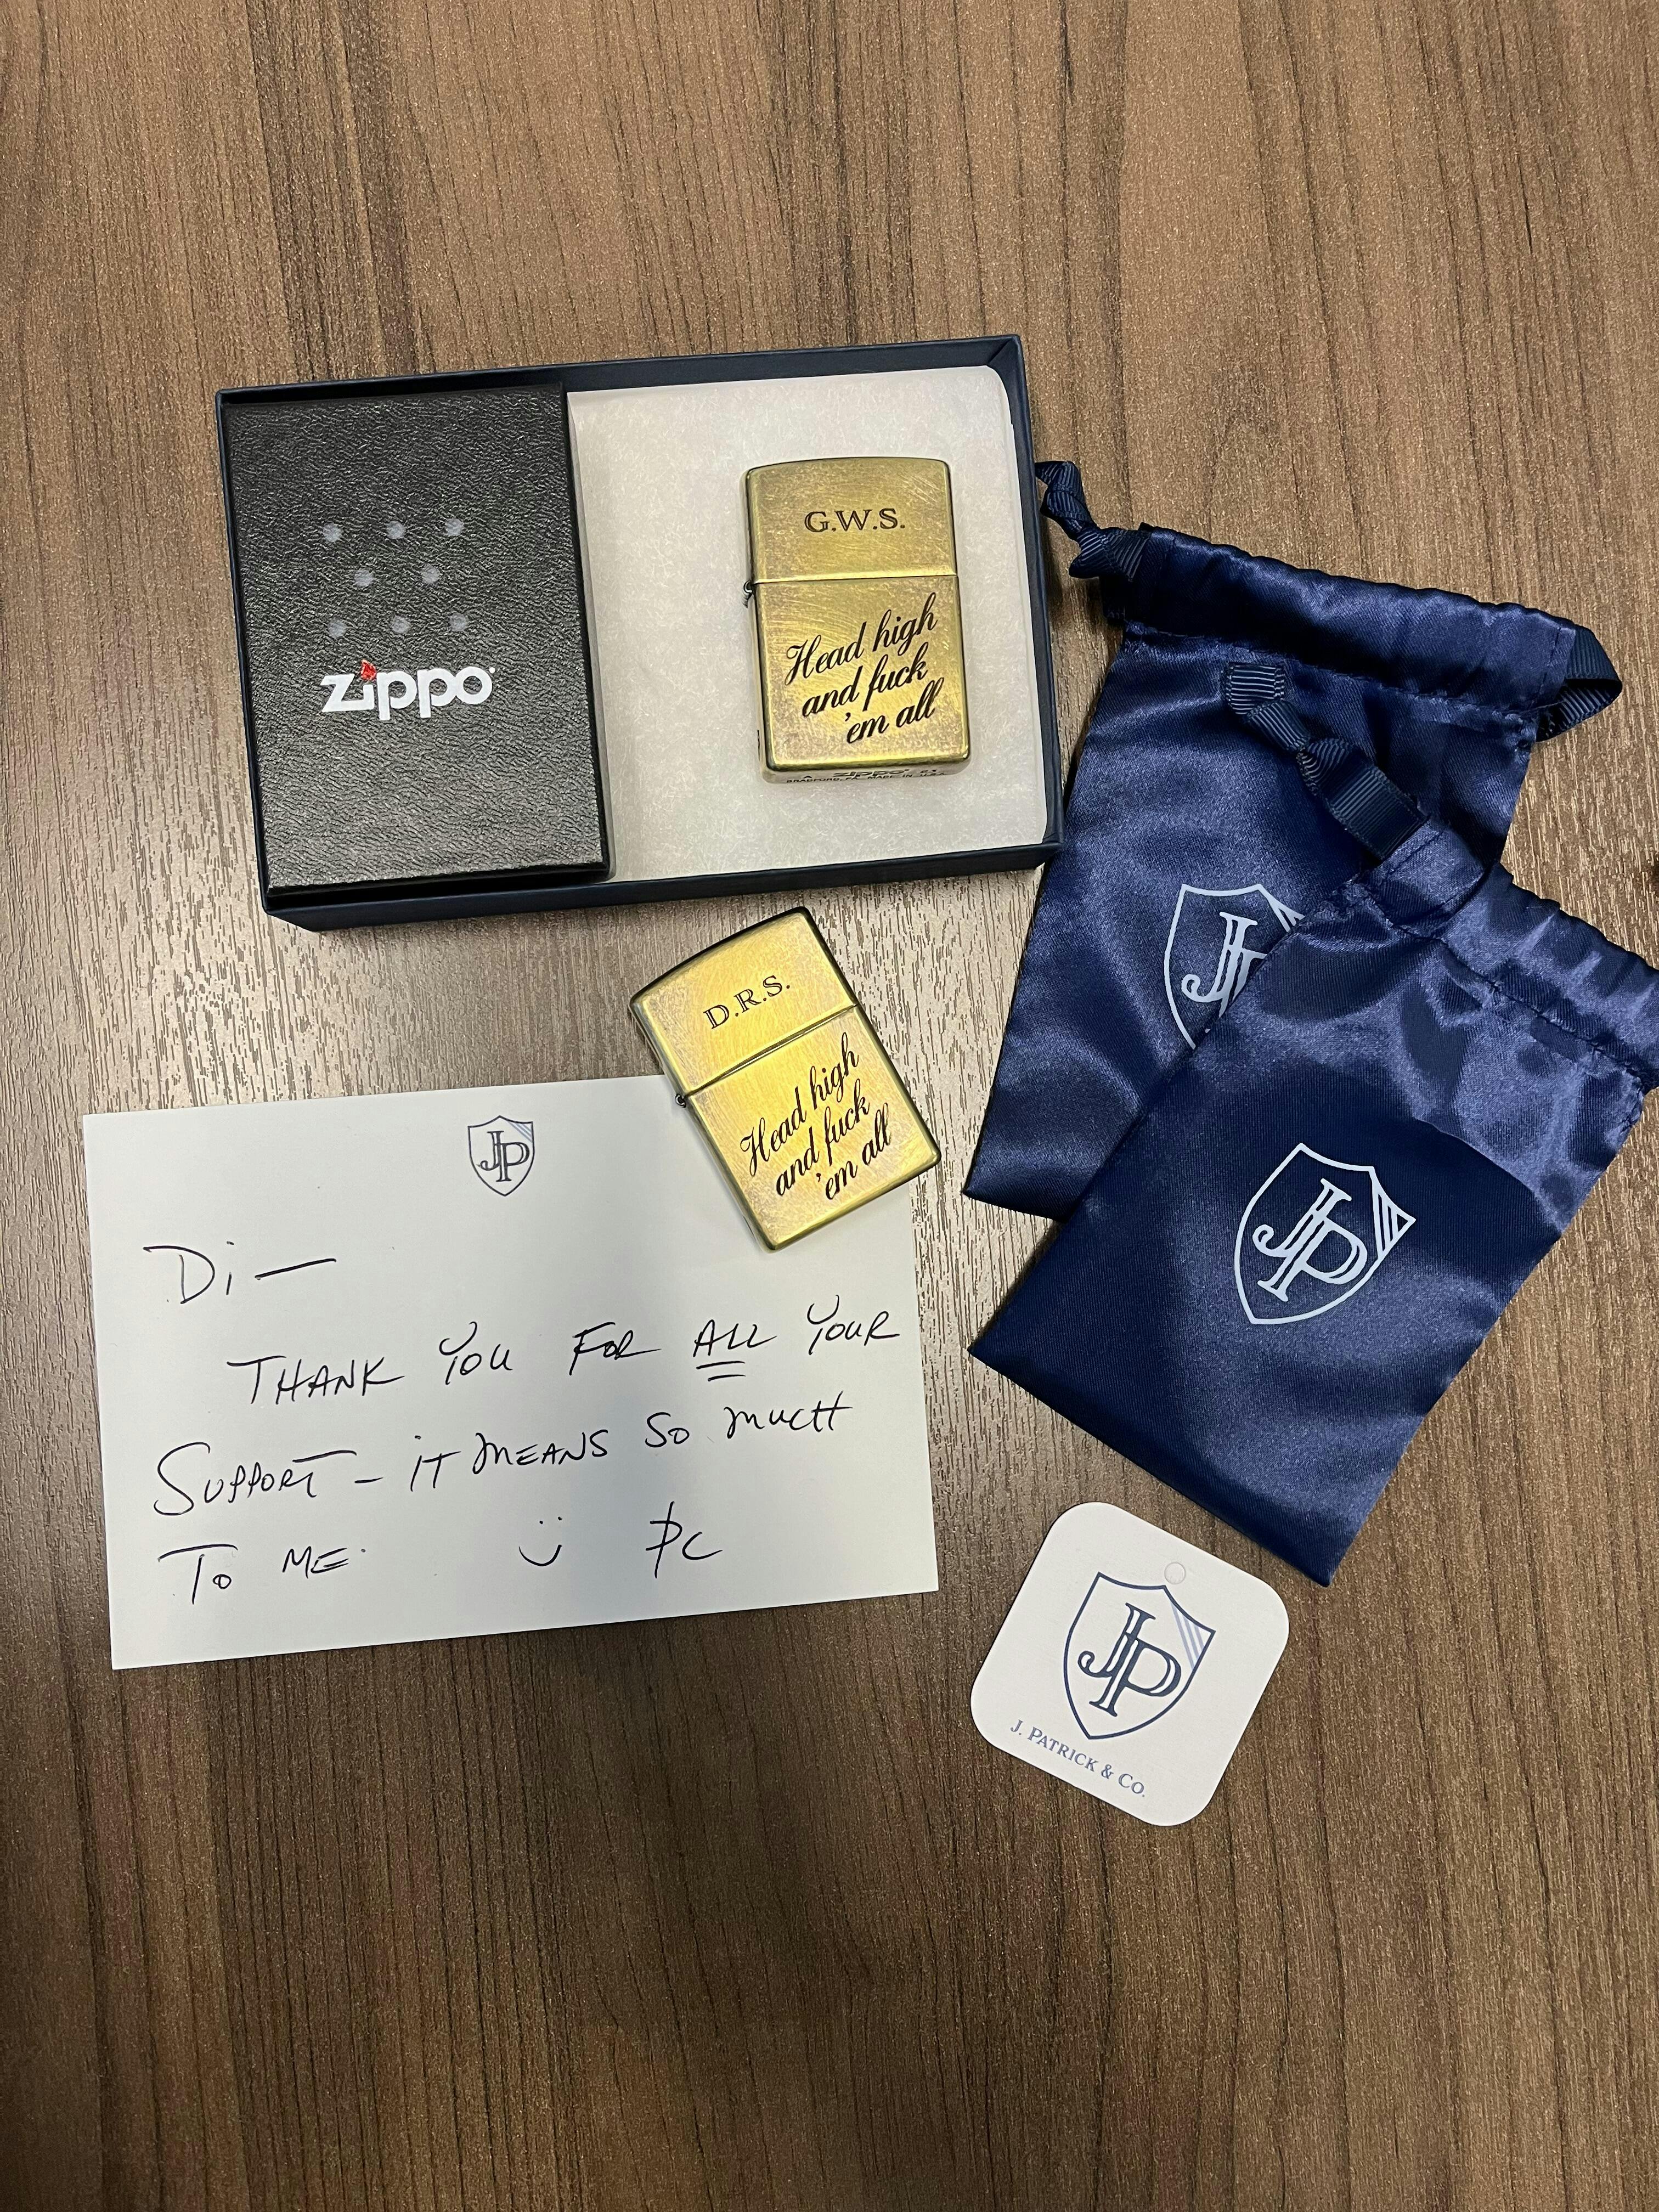 zippo
G.W.S.
Head high
and fuck
'em all
D.R.S.
Head high
and fuck
'em all
JP
JP
JP
Di—
THANK YOU FOR ALL YOUR
SUPPORT – iT MEANS SO MUCH
TO ME. PC
JP
J. PATRICK & CO.